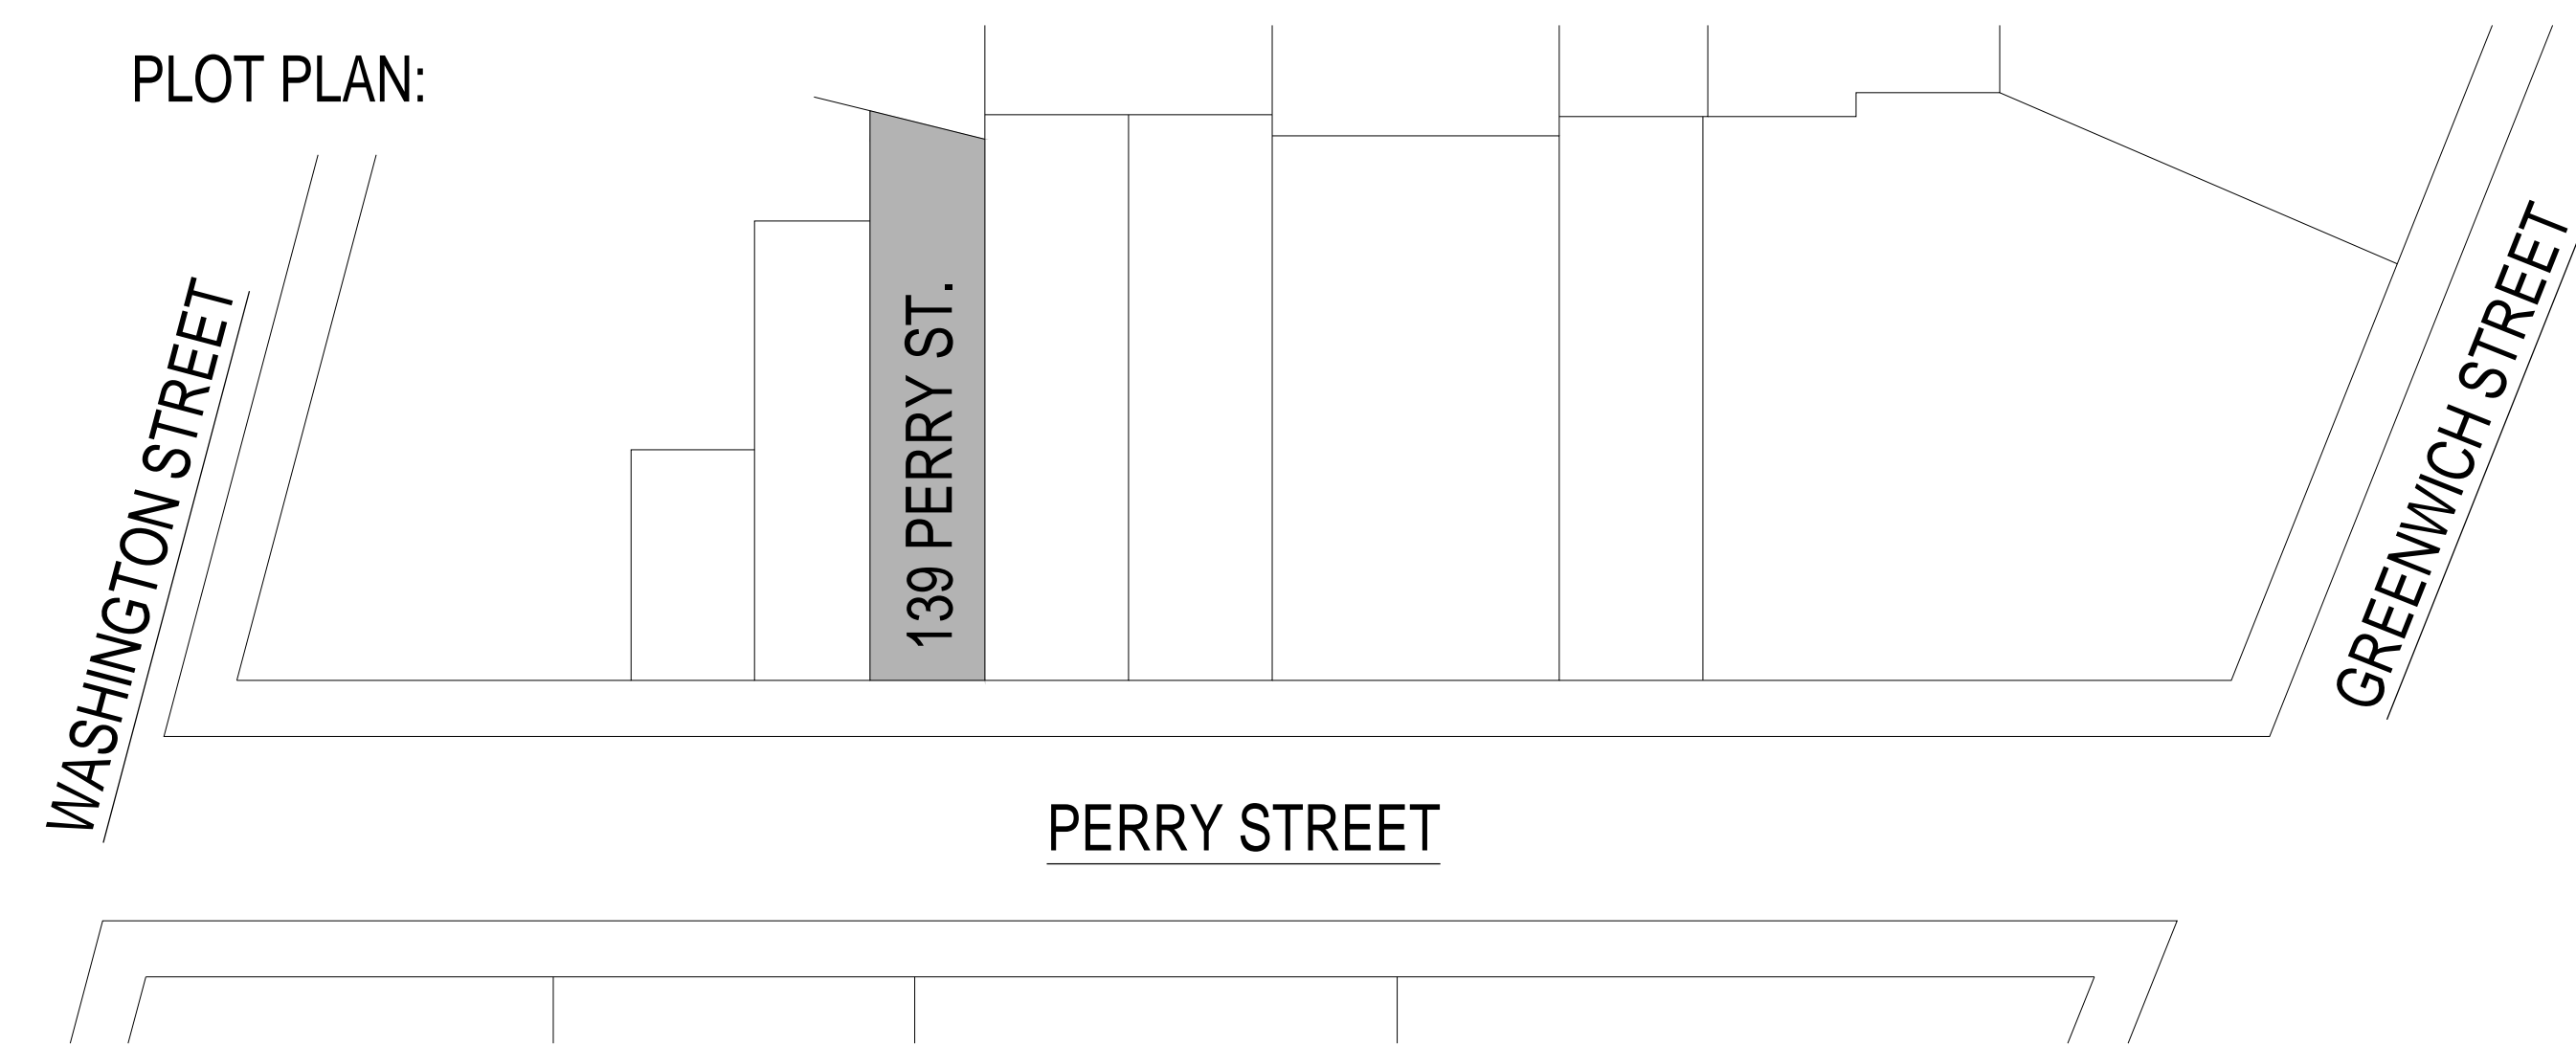 PLOT PLAN:
WASHINGTON STREET
139 PERRY ST.
GREENWICH STREET
PERRY STREET